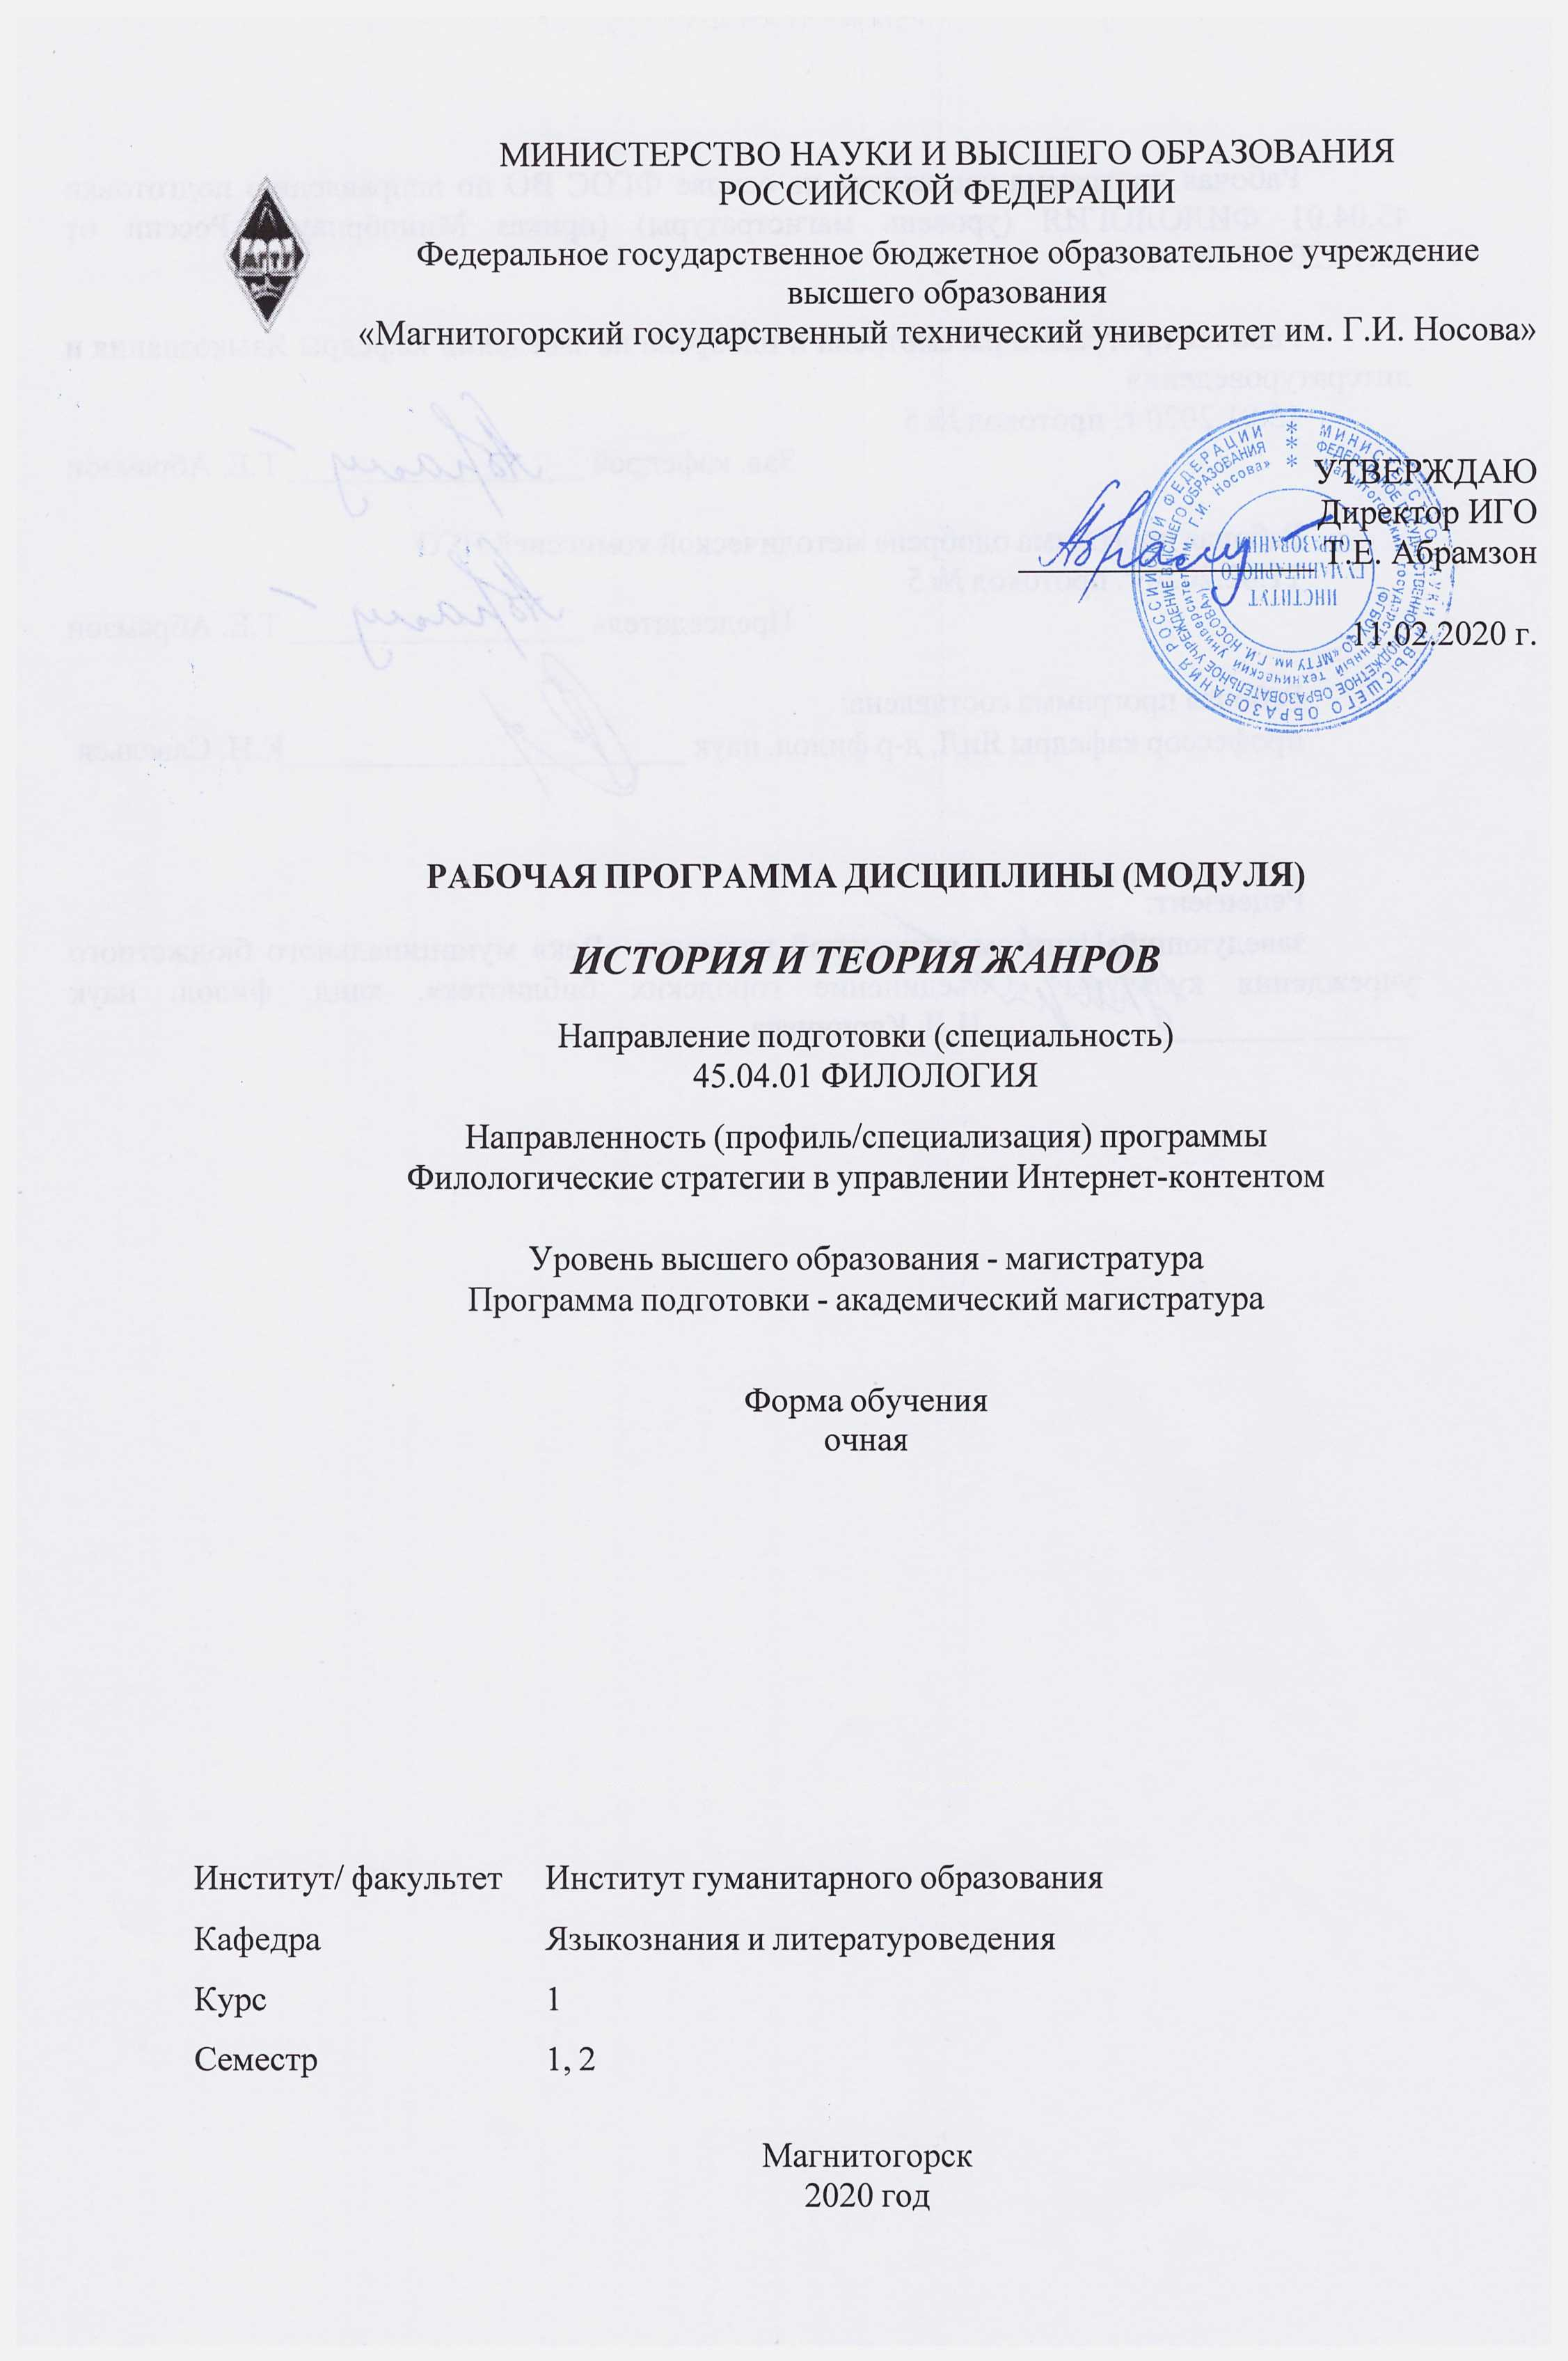 МИНИСТЕРСТВО НАУКИ И ВЫСШЕГО ОБРАЗОВАНИЯ
РОССИЙСКОЙ ФЕДЕРАЦИИ
Федеральное государственное бюджетное образовательное учреждение
высшего образования
«Магнитогорский государственный технический университет им. Г.И. Носова»
УТВЕРЖДАЮ
Директор ИГО
Т.Е. Абрамзон
11.02.2020 г.
ИНСТИТУТ
ГУМАНИТАРНОГО
ОБРАЗОВАНИЯ
РАБОЧАЯ ПРОГРАММА ДИСЦИПЛИНЫ (МОДУЛЯ)
ИСТОРИЯ И ТЕОРИЯ ЖАНРОВ
Направление подготовки (специальность)
45.04.01 ФИЛОЛОГИЯ
Направленность (профиль/специализация) программы
Филологические стратегии в управлении Интернет-контентом
Уровень высшего образования - магистратура
Программа подготовки - академический магистратура
Форма обучения
очная
Институт/ факультет Институт гуманитарного образования
Кафедра Языкознания и литературоведения
Курс 1
Семестр 1, 2
Магнитогорск
2020 год